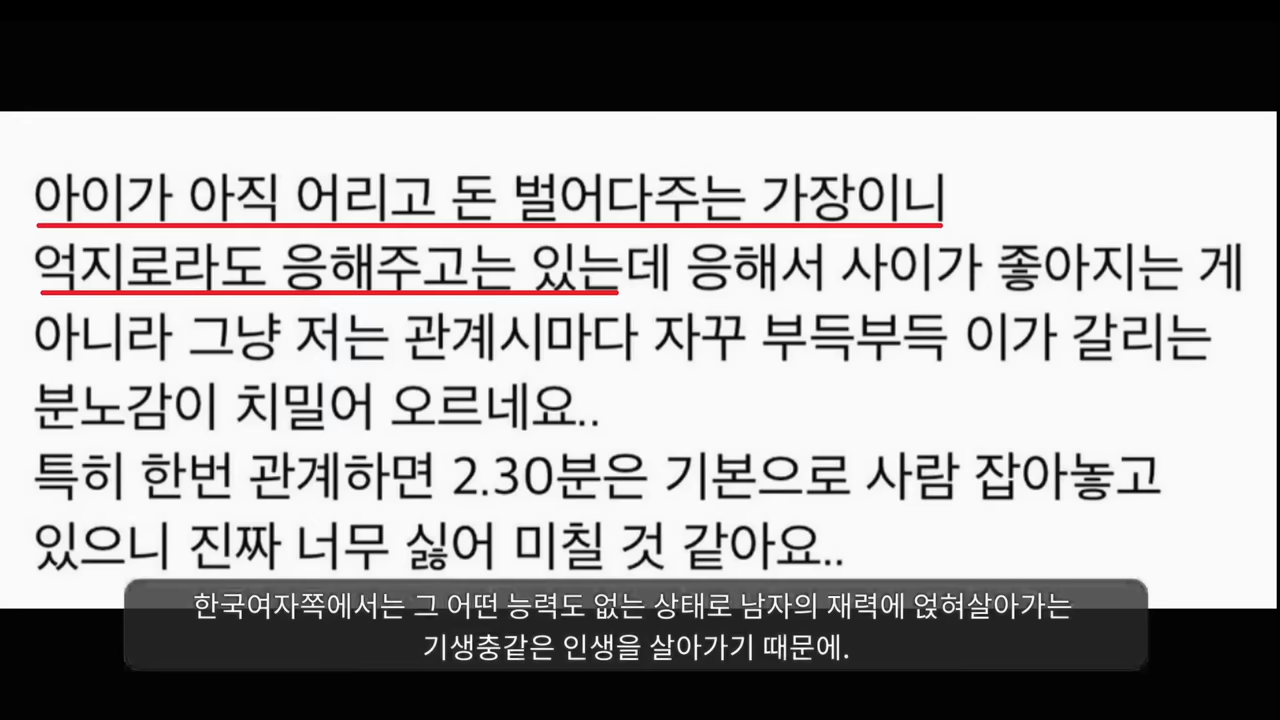 아이가 아직 어리고 돈 벌어다주는 가장이니
억지로라도 응해주고는 있는데 응해서 사이가 좋아지는 게
아니라 그냥 저는 관계시마다 자꾸 부득부득 이가 갈리는
분노감이 치밀어 오르네요..
특히 한번 관계하면 2.30분은 기본으로 사람 잡아놓고
있으니 진짜 너무 싫어 미칠 것 같아요..
한국여자쪽에서는 그 어떤 능력도 없는 상태로 남자의 재력에 얹혀살아가는
기생충같은 인생을 살아가기 때문에.